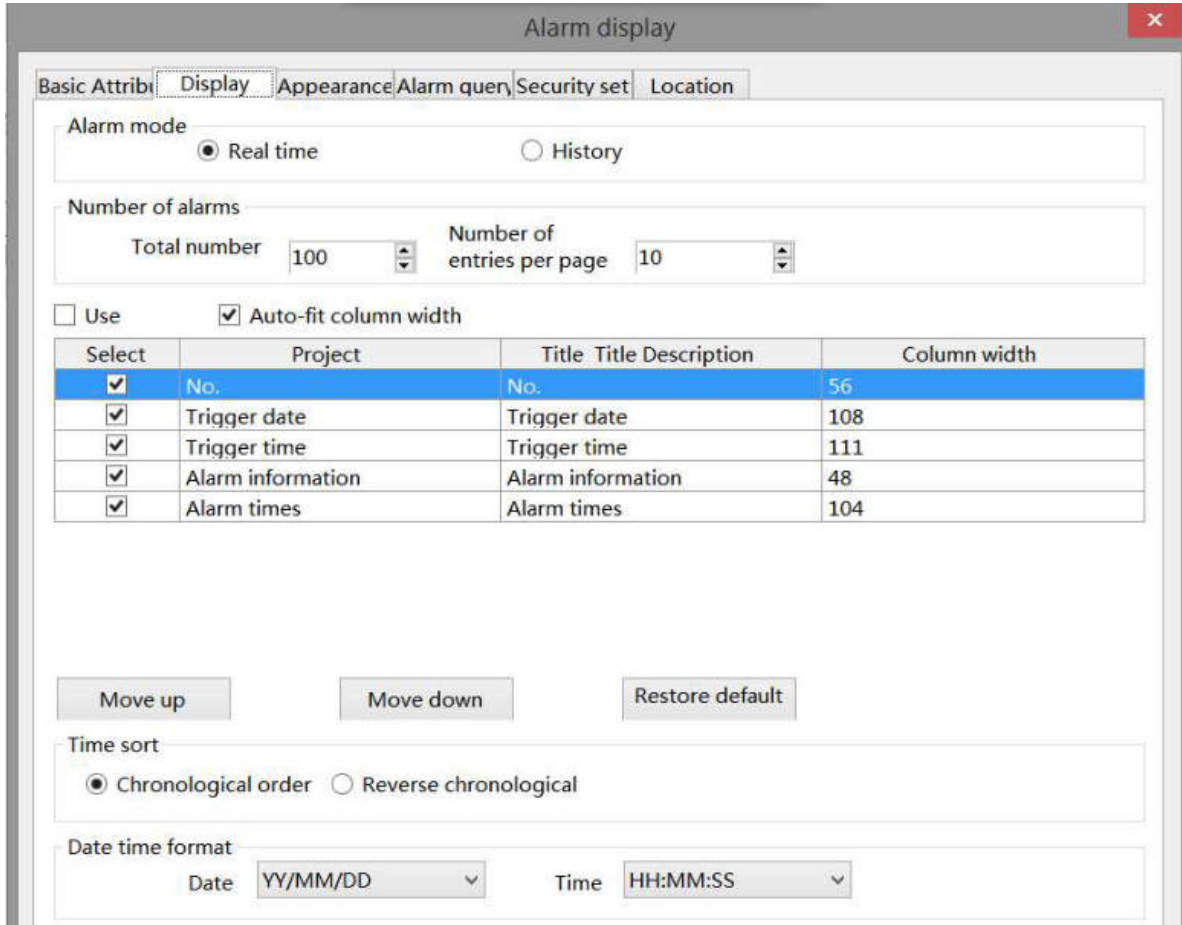 Alarm display
Basic Attribu Display Appearance Alarm query Security set Location
Alarm mode
Real time History
Number of alarms
Total number 100 Number of entries per page 10
Use Auto-fit column width
Select Project Title Title Description Column width
No. No. 56
Trigger date Trigger date 108
Trigger time Trigger time 111
Alarm information Alarm information 48
Alarm times Alarm times 104
Move up Move down Restore default
Time sort
Chronological order Reverse chronological
Date time format
Date YY/MM/DD Time HH:MM:SS